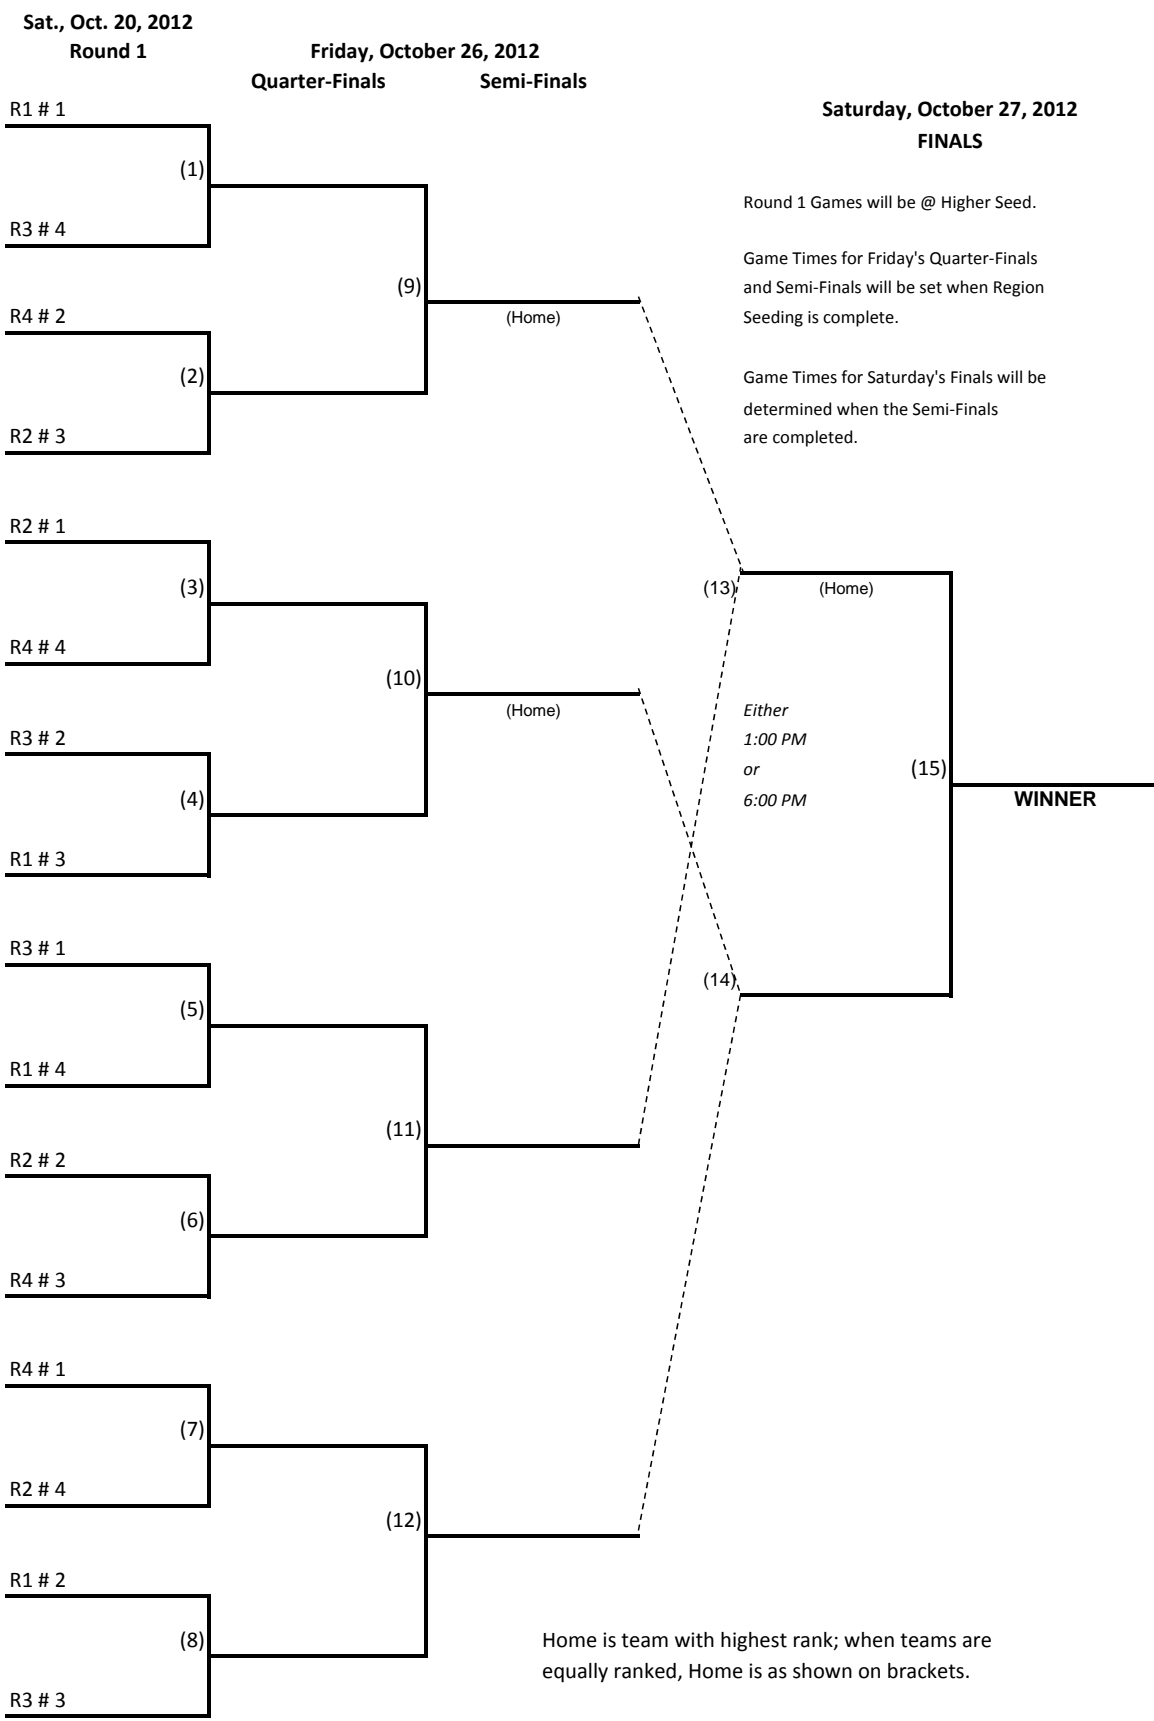 Sat., Oct. 20, 2012
Round 1
Friday, October 26, 2012
Quarter-Finals
Semi-Finals
Saturday, October 27, 2012
FINALS
R1 # 1
(1)
R3 # 4
R4 # 2
(2)
R2 # 3
(9)
(Home)
Round 1 Games will be @ Higher Seed.
Game Times for Friday's Quarter-Finals
and Semi-Finals will be set when Region
Seeding is complete.
Game Times for Saturday's Finals will be
determined when the Semi-Finals
are completed.
R2 # 1
(3)
R4 # 4
R3 # 2
(4)
R1 # 3
(10)
(Home)
(13)
(Home)
Either
1:00 PM
or
6:00 PM
(15)
WINNER
(14)
R3 # 1
(5)
R1 # 4
R2 # 2
(6)
R4 # 3
(11)
R4 # 1
(7)
R2 # 4
R1 # 2
(8)
R3 # 3
(12)
Home is team with highest rank; when teams are
equally ranked, Home is as shown on brackets.